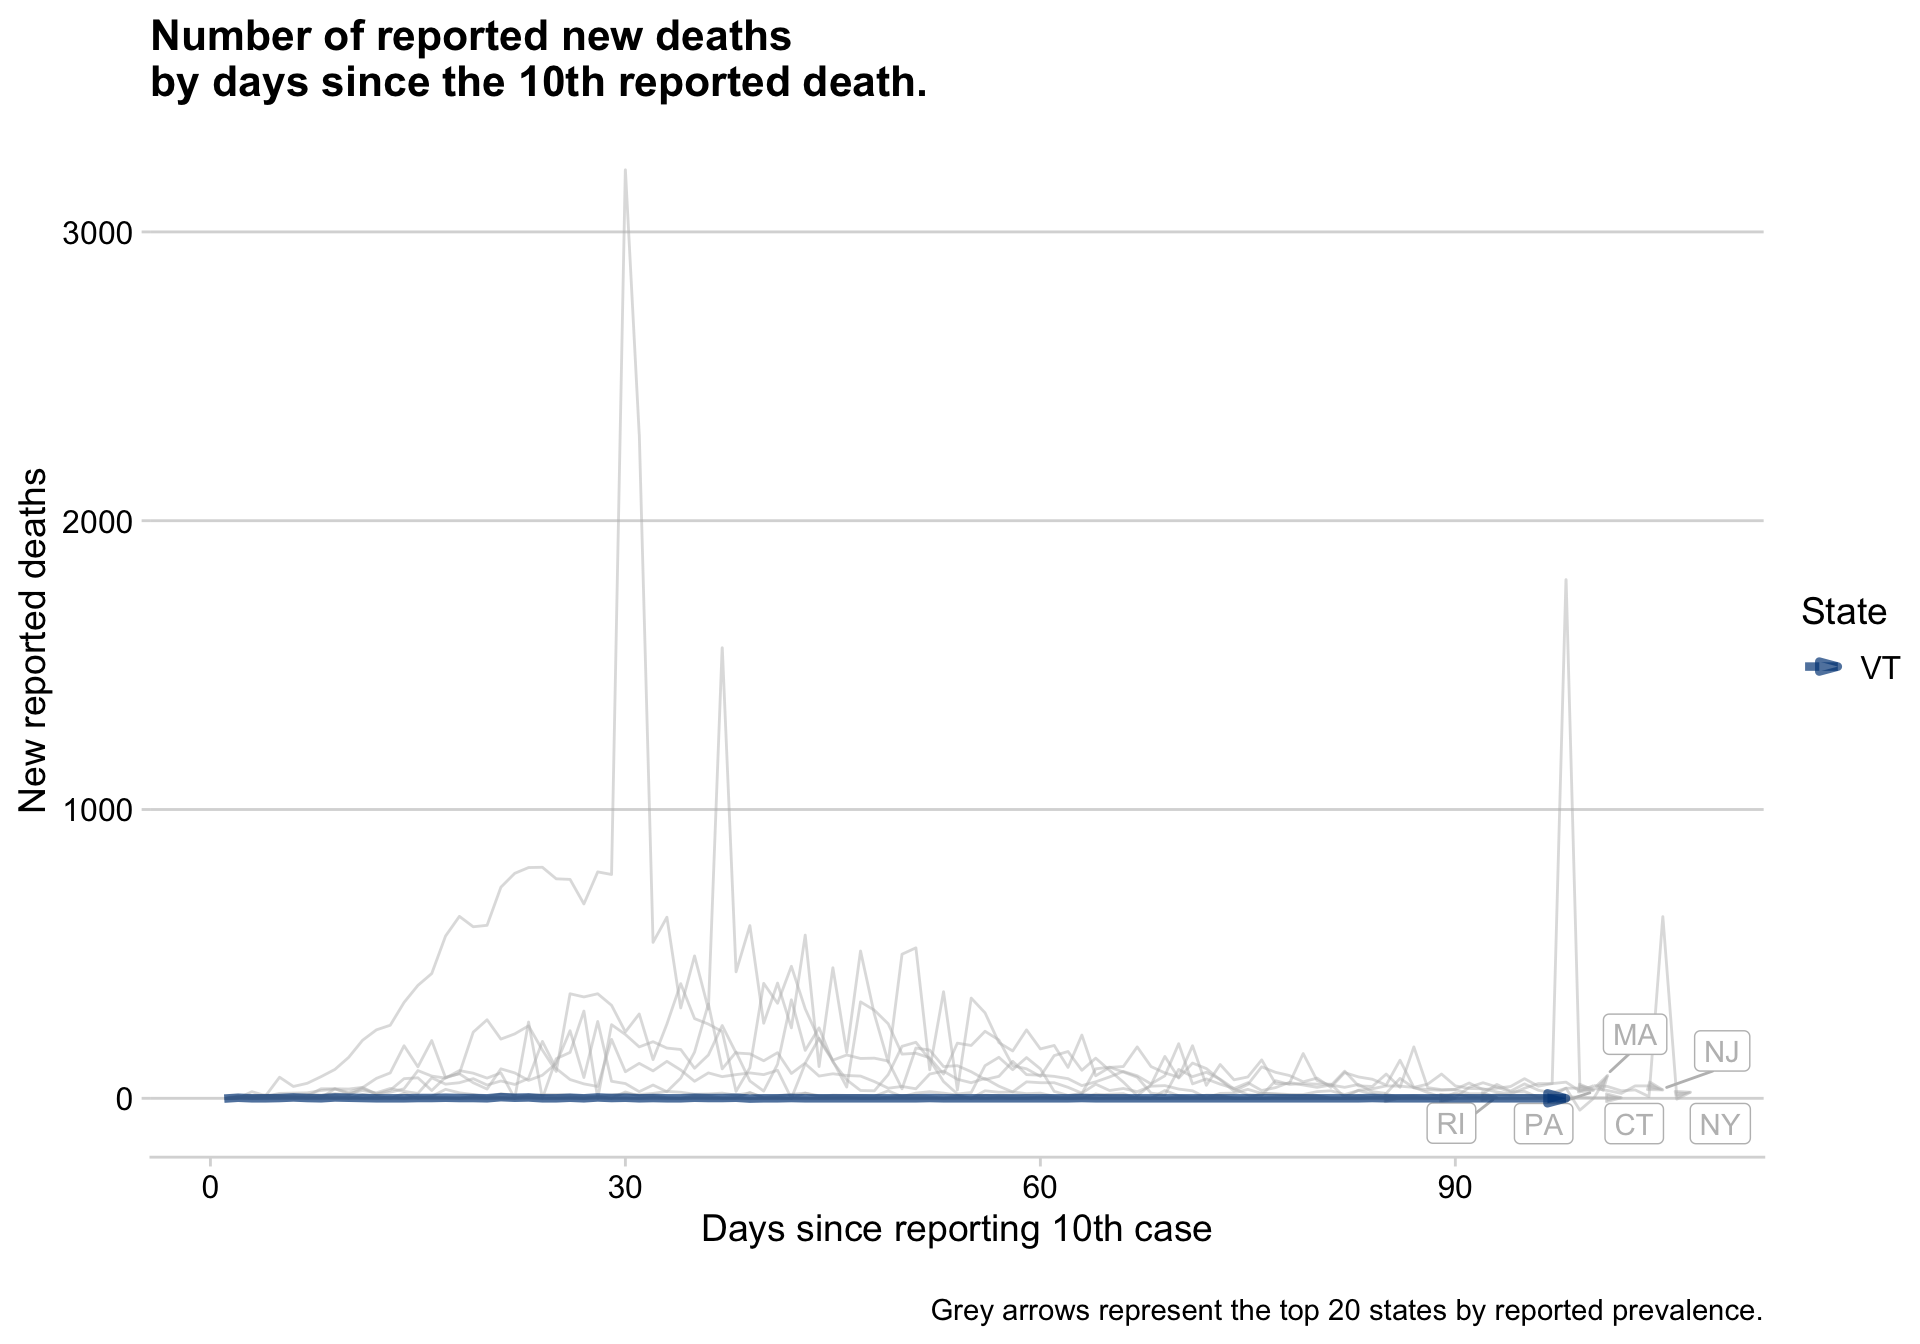 Number of reported new deaths
by days since the 10th reported death.
New reported deaths
3000
2000
1000
0
MA
NJ
RI
PA
CT
NY
0
30
60
90
Days since reporting 10th case
State
VT
Grey arrows represent the top 20 states by reported prevalence.